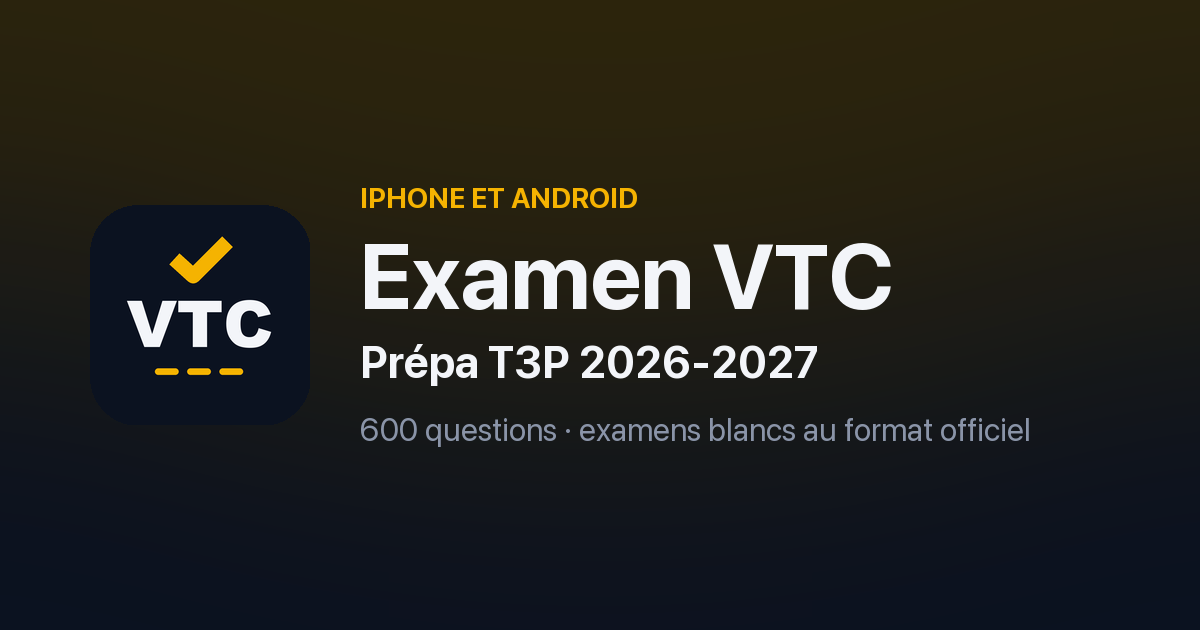 IPHONE ET ANDROID
VTC
Examen VTC
Prépa T3P 2026-2027
600 questions · examens blancs au format officiel